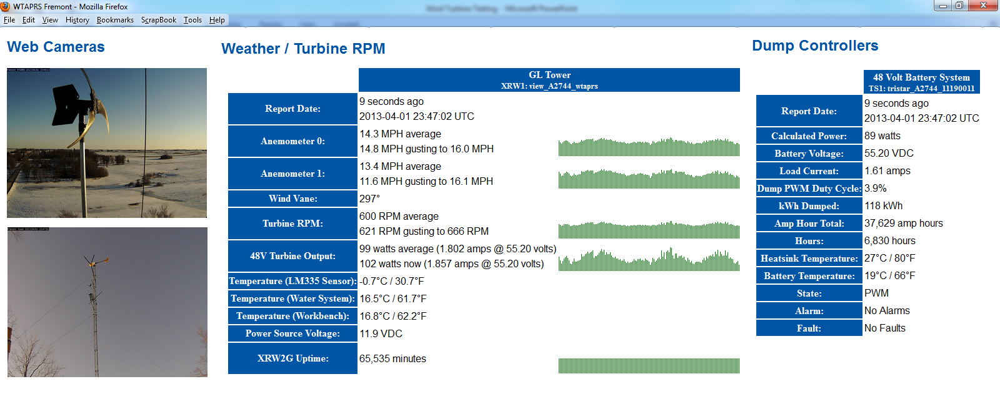 WTAPRS Fremont - Mozilla Firefox
Wind Turbine Testing - Microsoft PowerPoint
File Edit View History Bookmarks ScrapBook Tools Help
Web Cameras
Weather / Turbine RPM
Dump Controllers
GL Tower
XRW1: view_A2744_wtaprs
Report Date:
9 seconds ago
2013-04-01 23:47:02 UTC
Anemometer 0:
14.3 MPH average
14.8 MPH gusting to 16.0 MPH
Anemometer 1:
13.4 MPH average
11.6 MPH gusting to 16.1 MPH
Wind Vane:
297°
Turbine RPM:
600 RPM average
621 RPM gusting to 666 RPM
48V Turbine Output:
99 watts average (1.802 amps @ 55.20 volts)
102 watts now (1.857 amps @ 55.20 volts)
Temperature (LM335 Sensor):
-0.7°C / 30.7°F
Temperature (Water System):
16.5°C / 61.7°F
Temperature (Workbench):
16.8°C / 62.2°F
Power Source Voltage:
11.9 VDC
XRW2G Uptime:
65,535 minutes
48 Volt Battery System
TS1: tristar_A2744_11190011
Report Date:
9 seconds ago
2013-04-01 23:47:02 UTC
Calculated Power:
89 watts
Battery Voltage:
55.20 VDC
Load Current:
1.61 amps
Dump PWM Duty Cycle:
3.9%
kWh Dumped:
118 kWh
Amp Hour Total:
37,629 amp hours
Hours:
6,830 hours
Heatsink Temperature:
27°C / 80°F
Battery Temperature:
19°C / 66°F
State:
PWM
Alarm:
No Alarms
Fault:
No Faults